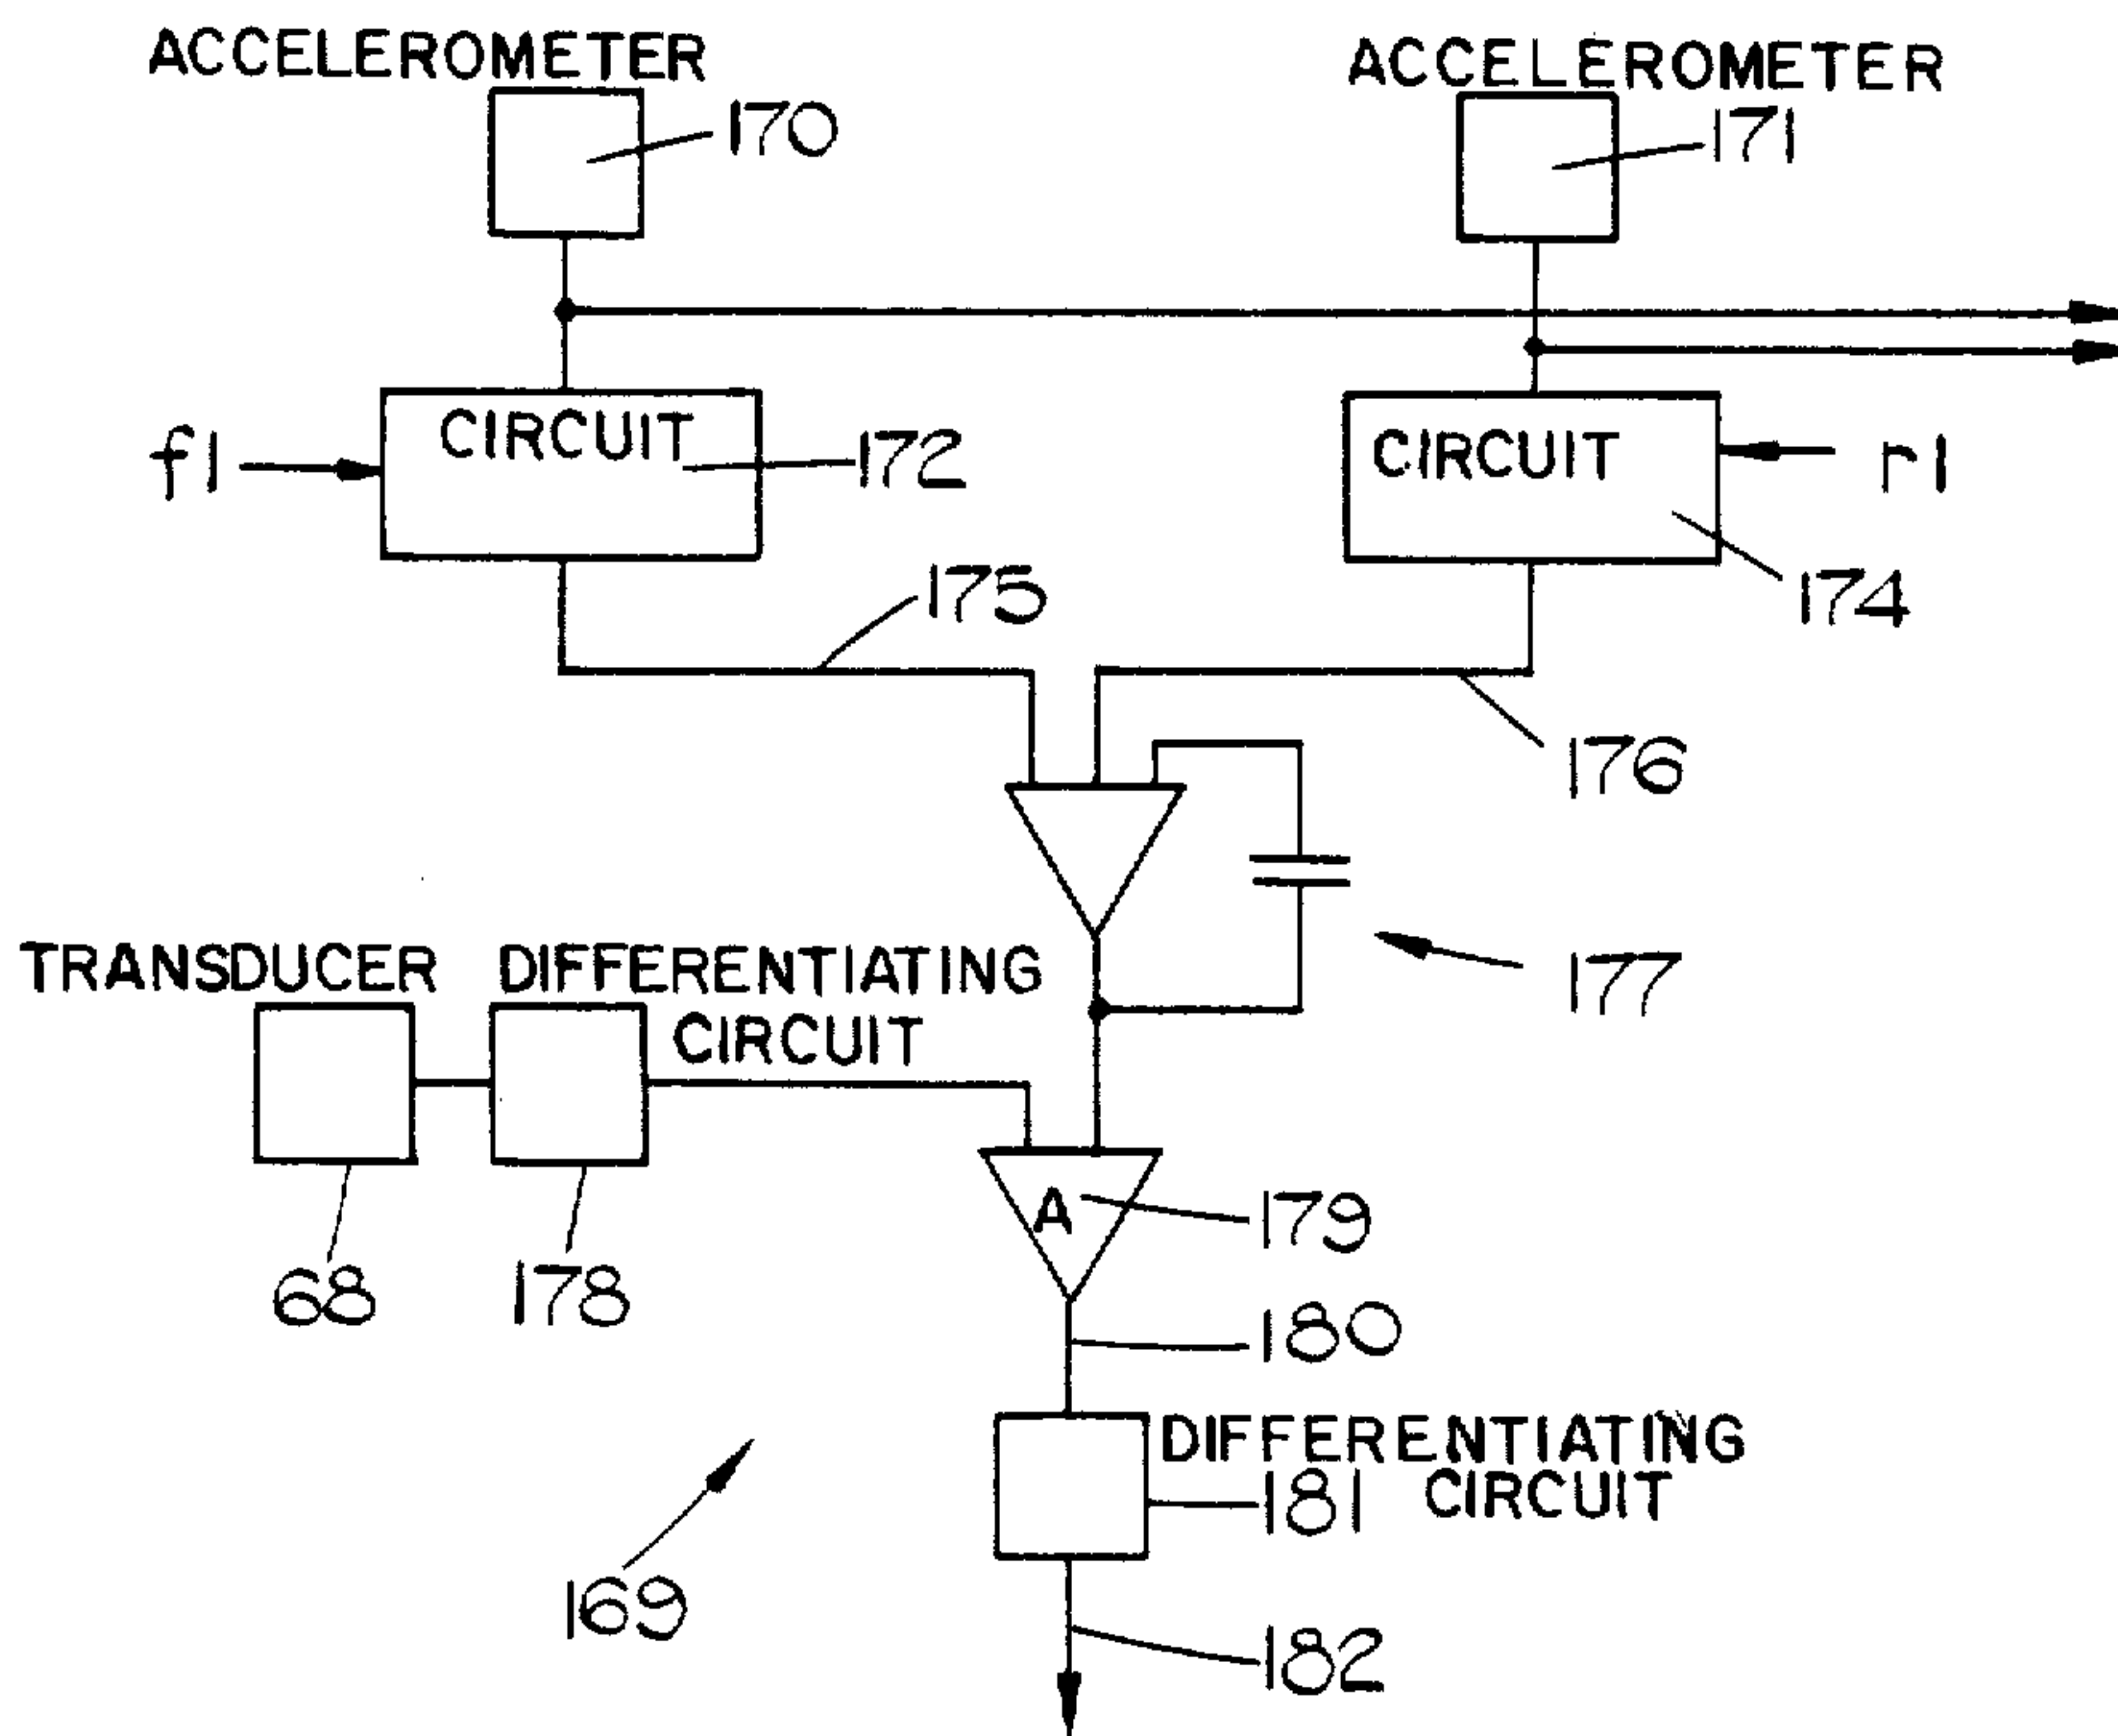 ACCELEROMETER
ACCELEROMETER
170
171
f1
CIRCUIT
172
CIRCUIT
r1
174
175
176
177
TRANSDUCER
DIFFERENTIATING
CIRCUIT
68
178
A
179
180
DIFFERENTIATING
CIRCUIT
181
169
182